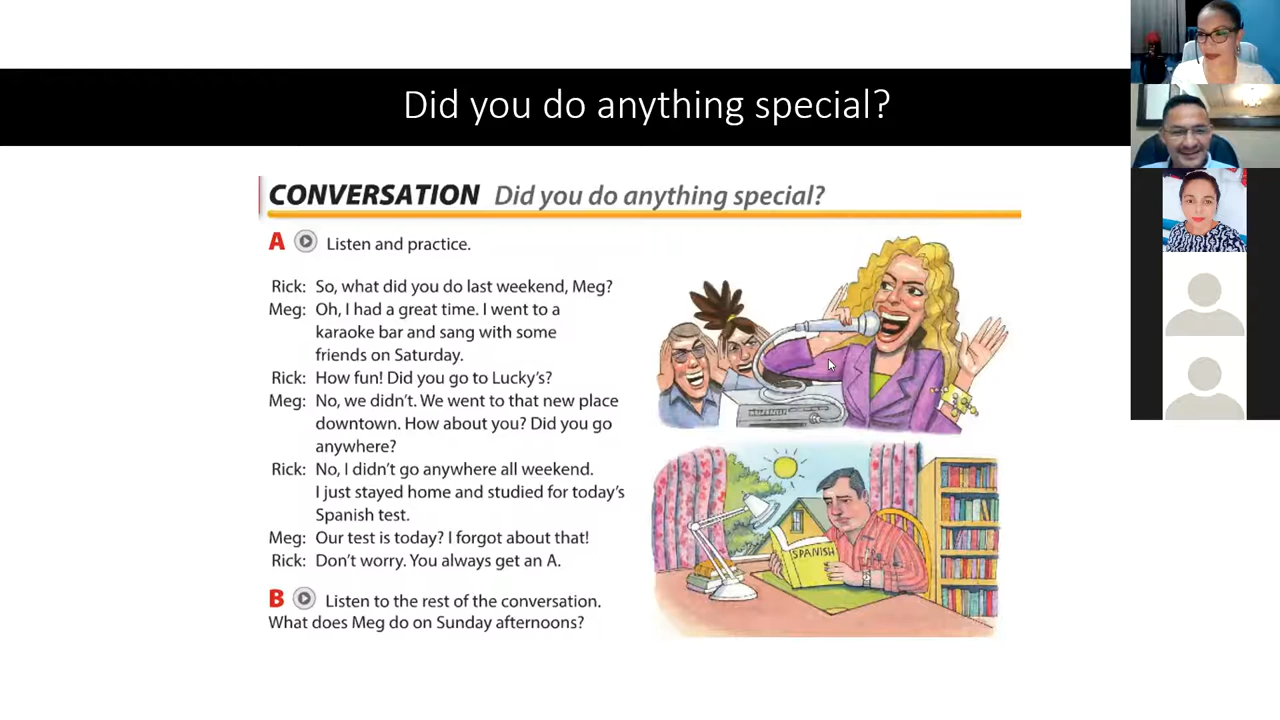 Did you do anything special?
CONVERSATION Did you do anything special?
A Listen and practice.
Rick: So, what did you do last weekend, Meg?
Meg: Oh, I had a great time. I went to a
karaoke bar and sang with some
friends on Saturday.
Rick: How fun! Did you go to Lucky's?
Meg: No, we didn't. We went to that new place
downtown. How about you? Did you go
anywhere?
Rick: No, I didn't go anywhere all weekend.
I just stayed home and studied for today's
Spanish test.
Meg: Our test is today? I forgot about that!
Rick: Don't worry. You always get an A.
B Listen to the rest of the conversation.
What does Meg do on Sunday afternoons?
SPANISH